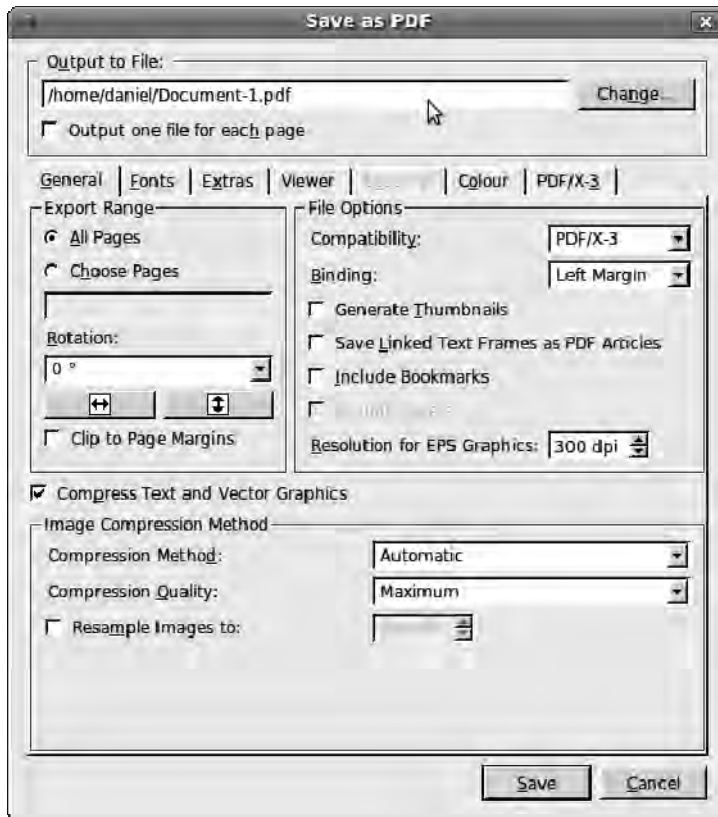 Save as PDF
Output to File:
/home/daniel/Document-1.pdf
Change...
Output one file for each page
General Fonts Extras Viewer Colour PDF/X-3
Export Range
All Pages
Choose Pages
Rotation:
0 °
Clip to Page Margins
File Options
Compatibility: PDF/X-3
Binding: Left Margin
Generate Thumbnails
Save Linked Text Frames as PDF Articles
Include Bookmarks
Resolution for EPS Graphics: 300 dpi
Compress Text and Vector Graphics
Image Compression Method
Compression Method: Automatic
Compression Quality: Maximum
Resample Images to:
Save Cancel